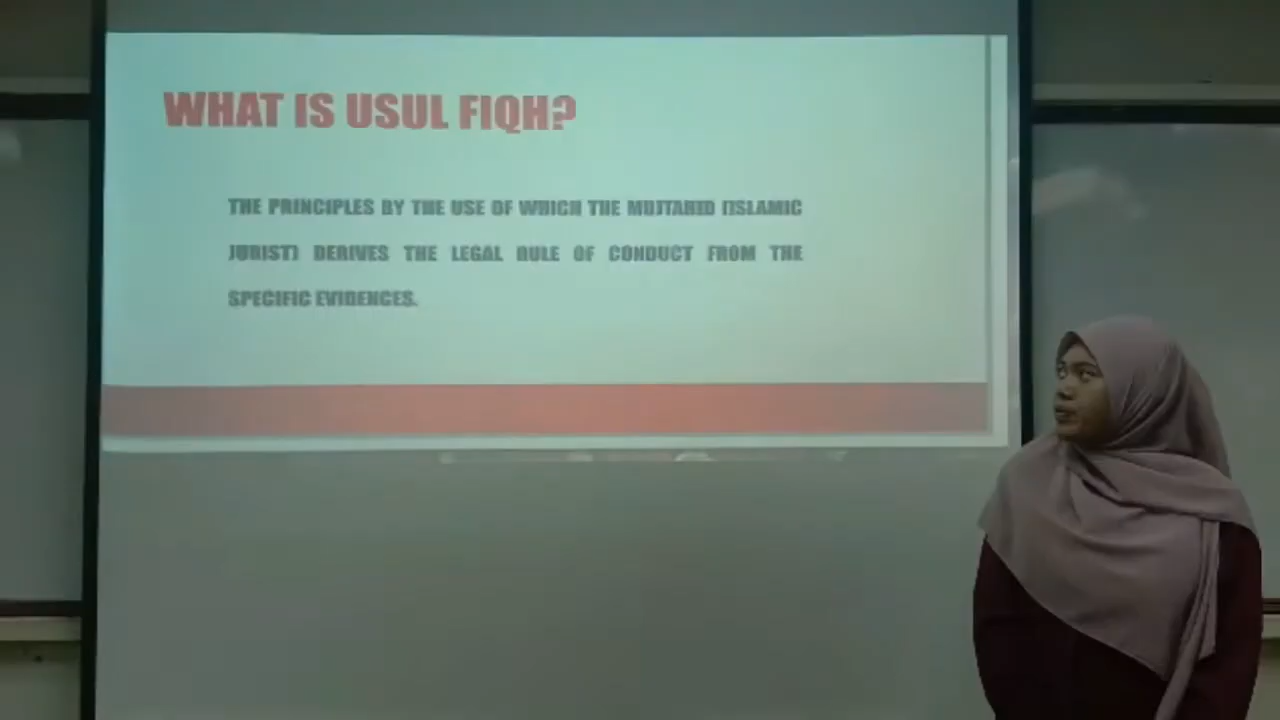 WHAT IS USUL FIQH?
THE PRINCIPLES BY THE USE OF WHICH THE MUJTAHID (ISLAMIC
JURIST) DERIVES THE LEGAL RULE OF CONDUCT FROM THE
SPECIFIC EVIDENCES.